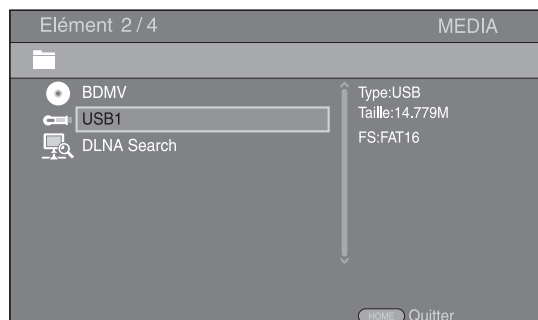 Elément 2/4 MEDIA
BDMV
USB1
DLNA Search
Type:USB
Taille:14.779M
FS:FAT16
HOME Quitter